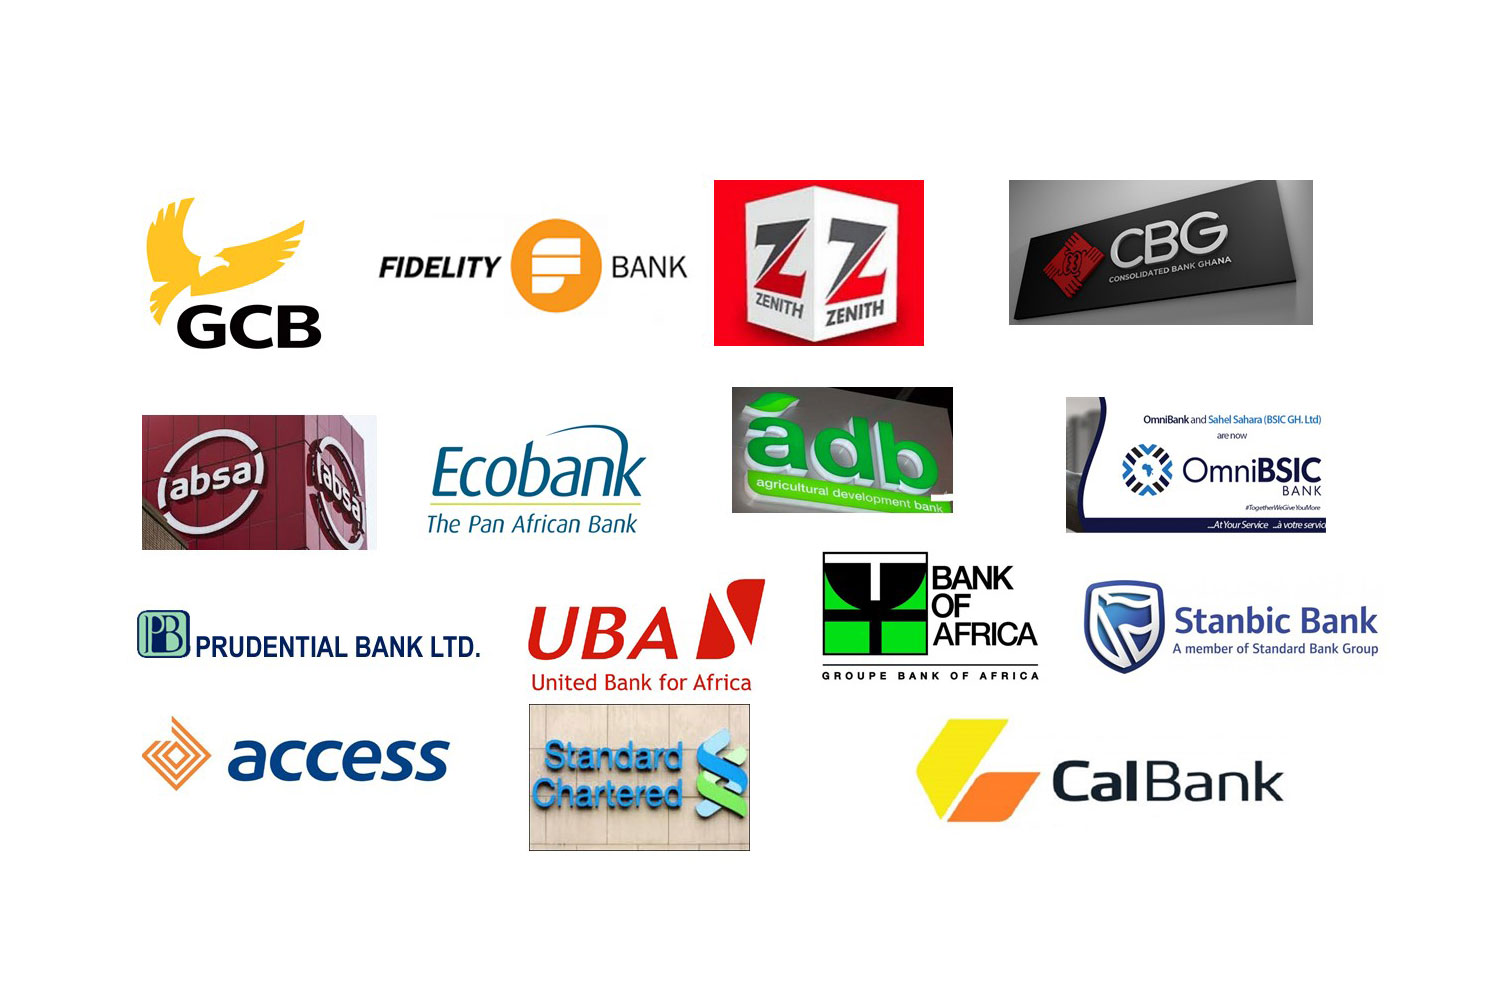 GCB
FIDELITY BANK
ZENITH
ZENITH
CBG
CONSOLIDATED BANK GHANA
absa
absa
Ecobank
The Pan African Bank
adb
agricultural development bank
OmniBank and Sahel Sahara (BSIC GH. Ltd)
are now
OmniBSIC
BANK
#TogetherWeGiveYouMore
...At Your Service ...à votre servic
PB PRUDENTIAL BANK LTD.
UBA
United Bank for Africa
BANK
OF
AFRICA
GROUPE BANK OF AFRICA
Stanbic Bank
A member of Standard Bank Group
access
Standard
Chartered
CalBank